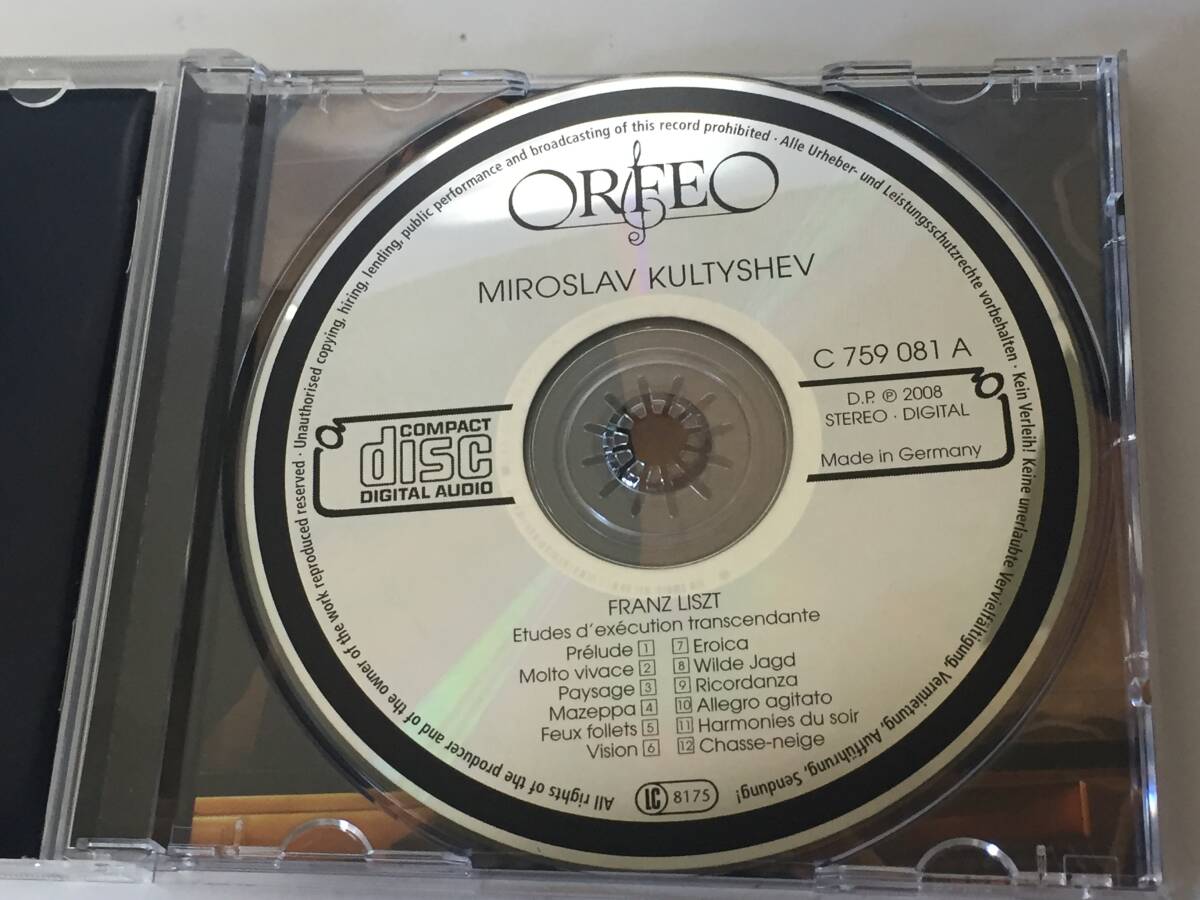 ORFEO
MIROSLAV KULTYSHEV
C 759 081 A
D.P. ℗ 2008
STEREO · DIGITAL
Made in Germany
COMPACT
disc
DIGITAL AUDIO
FRANZ LISZT
Etudes d'exécution transcendante
Prélude 1
Molto vivace 2
Paysage 3
Mazeppa 4
Feux follets 5
Vision 6
7 Eroica
8 Wilde Jagd
9 Ricordanza
10 Allegro agitato
11 Harmonies du soir
12 Chasse-neige
LC 8175
All rights of the producer and of the owner of the work reproduced reserved · Unauthorised copying, hiring, lending, public performance and broadcasting of this record prohibited · Alle Urheber- und Leistungsschutzrechte vorbehalten · Kein Verleih! Keine unerlaubte Vervielfältigung, Vermietung, Aufführung, Sendung!